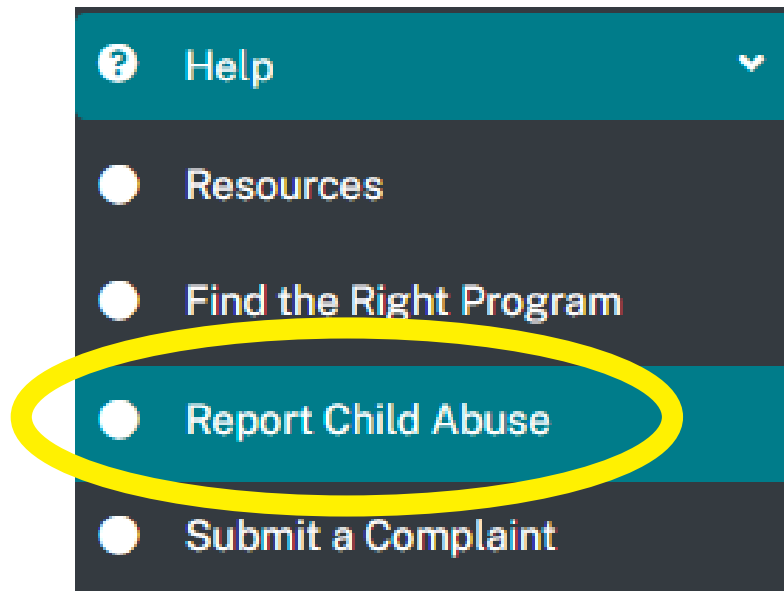 Help
Resources
Find the Right Program
Report Child Abuse
Submit a Complaint